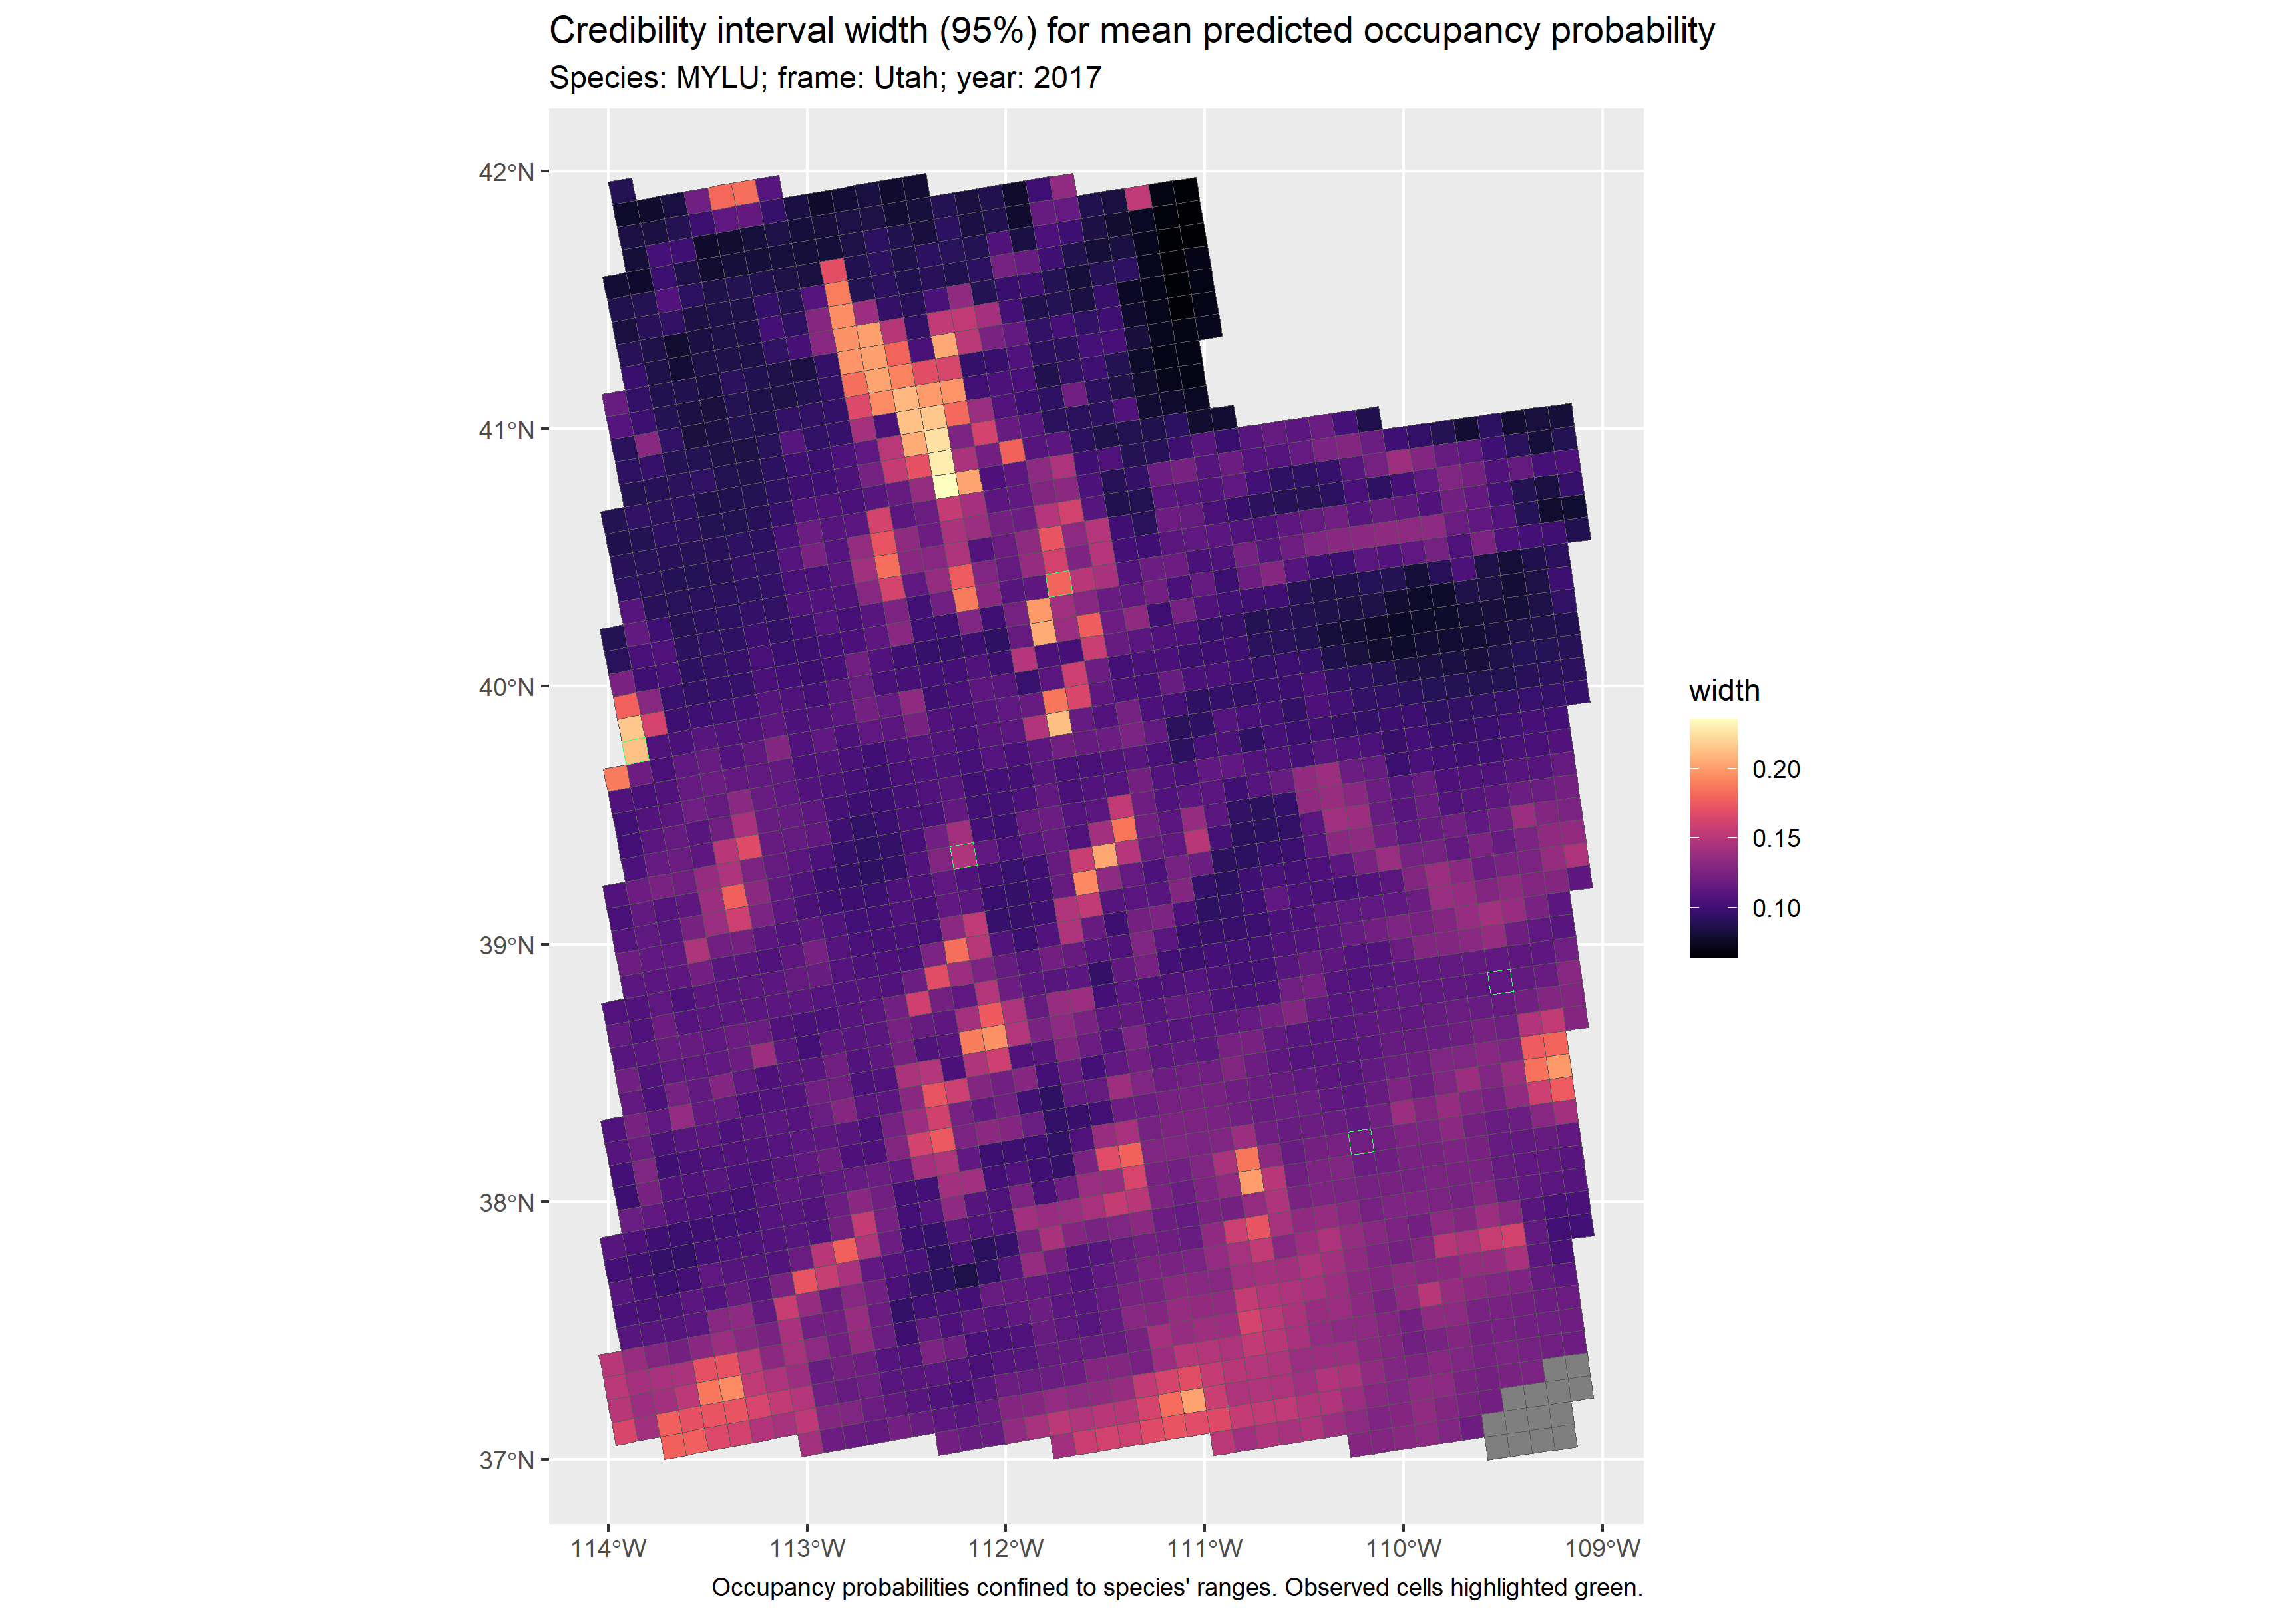 Credibility interval width (95%) for mean predicted occupancy probability
Species: MYLU; frame: Utah; year: 2017
42°N
41°N
40°N
39°N
38°N
37°N
114°W 113°W 112°W 111°W 110°W 109°W
width
0.20
0.15
0.10
Occupancy probabilities confined to species' ranges. Observed cells highlighted green.